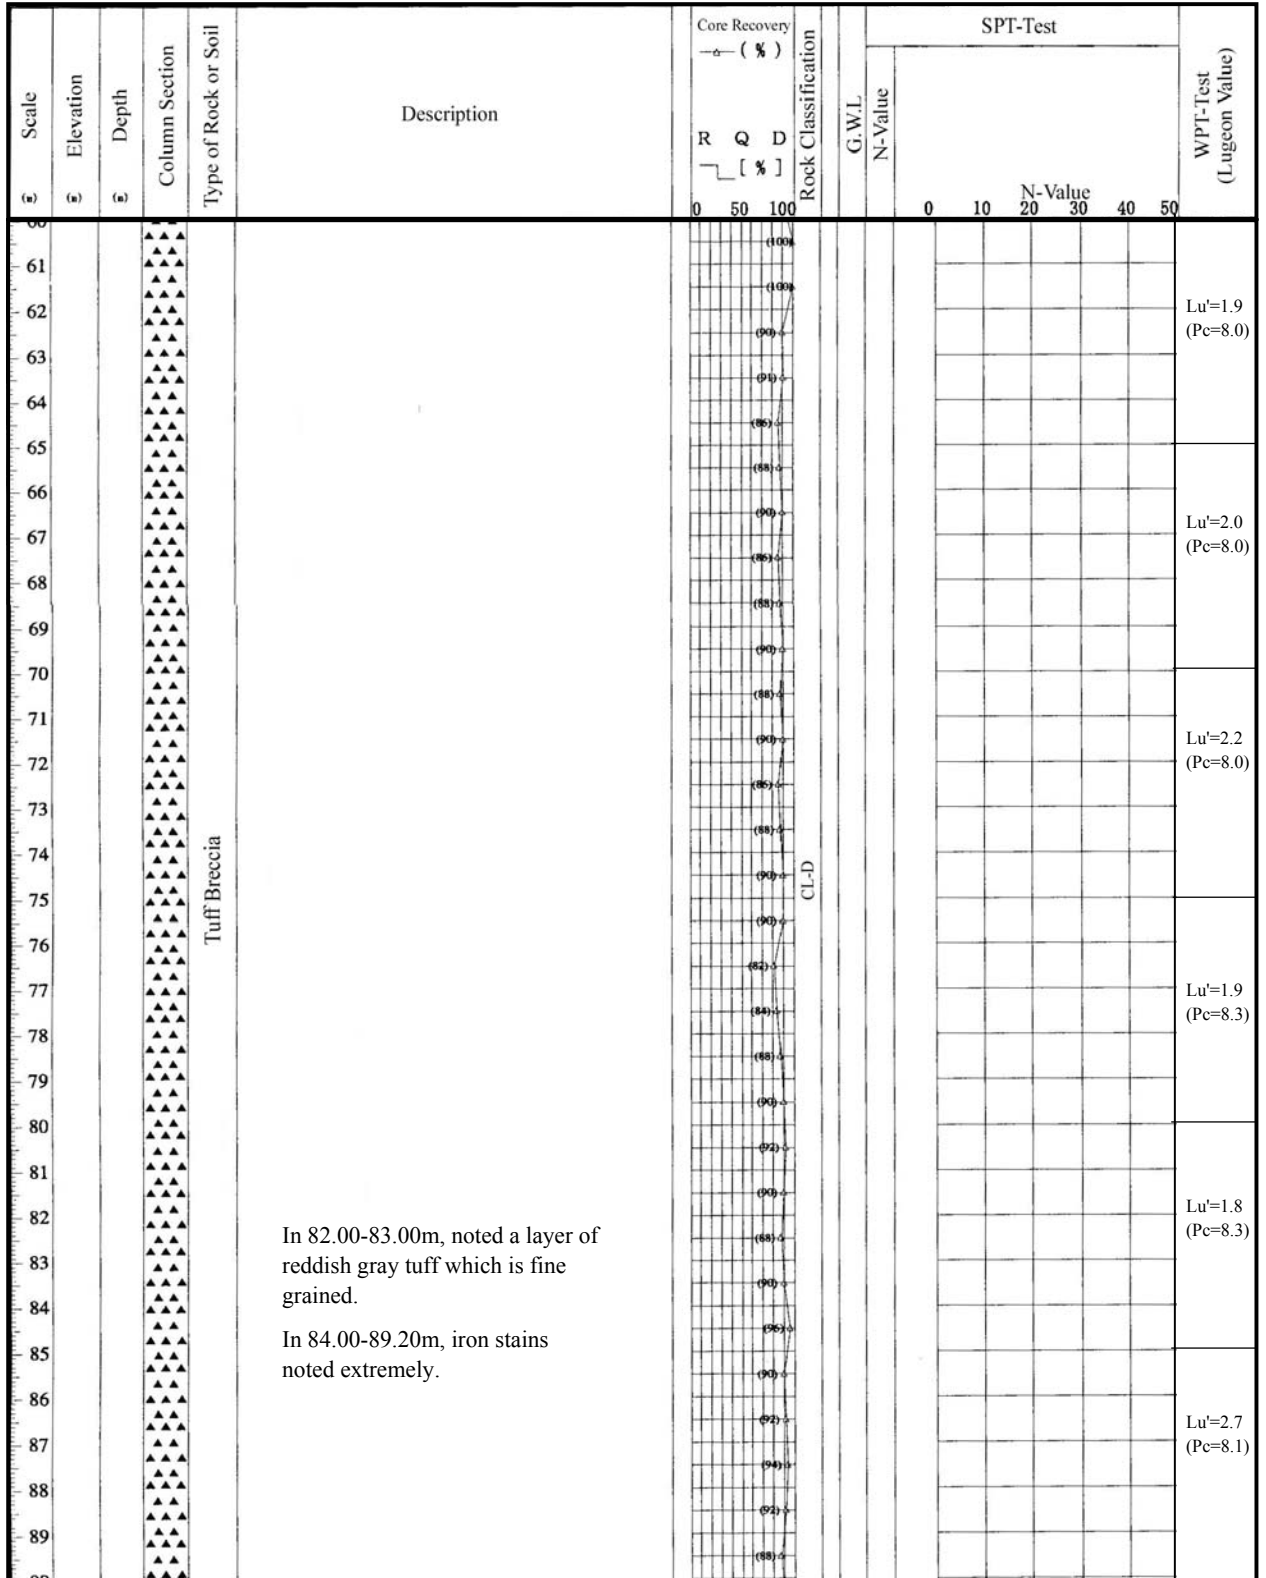 Scale
(m)
Elevation
(m)
Depth
(m)
Column Section
Type of Rock or Soil
Description
Core Recovery
( % )
R Q D
[ % ]
0 50 100
Rock Classification
G.W.L
SPT-Test
N-Value
N-Value
0 10 20 30 40 50
WPT-Test
(Lugeon Value)
61
62
63
64
65
66
67
68
69
70
71
72
73
74
75
76
77
78
79
80
81
82
83
84
85
86
87
88
89
Tuff Breccia
In 82.00-83.00m, noted a layer of
reddish gray tuff which is fine
grained.
In 84.00-89.20m, iron stains
noted extremely.
(100)
(100)
(90)
(91)
(86)
(88)
(90)
(86)
(88)
(90)
(88)
(90)
(86)
(88)
(90)
(90)
(82)
(84)
(88)
(90)
(92)
(90)
(90)
(96)
(90)
(92)
(94)
(92)
(88)
CL-D
Lu'=1.9
(Pc=8.0)
Lu'=2.0
(Pc=8.0)
Lu'=2.2
(Pc=8.0)
Lu'=1.9
(Pc=8.3)
Lu'=1.8
(Pc=8.3)
Lu'=2.7
(Pc=8.1)